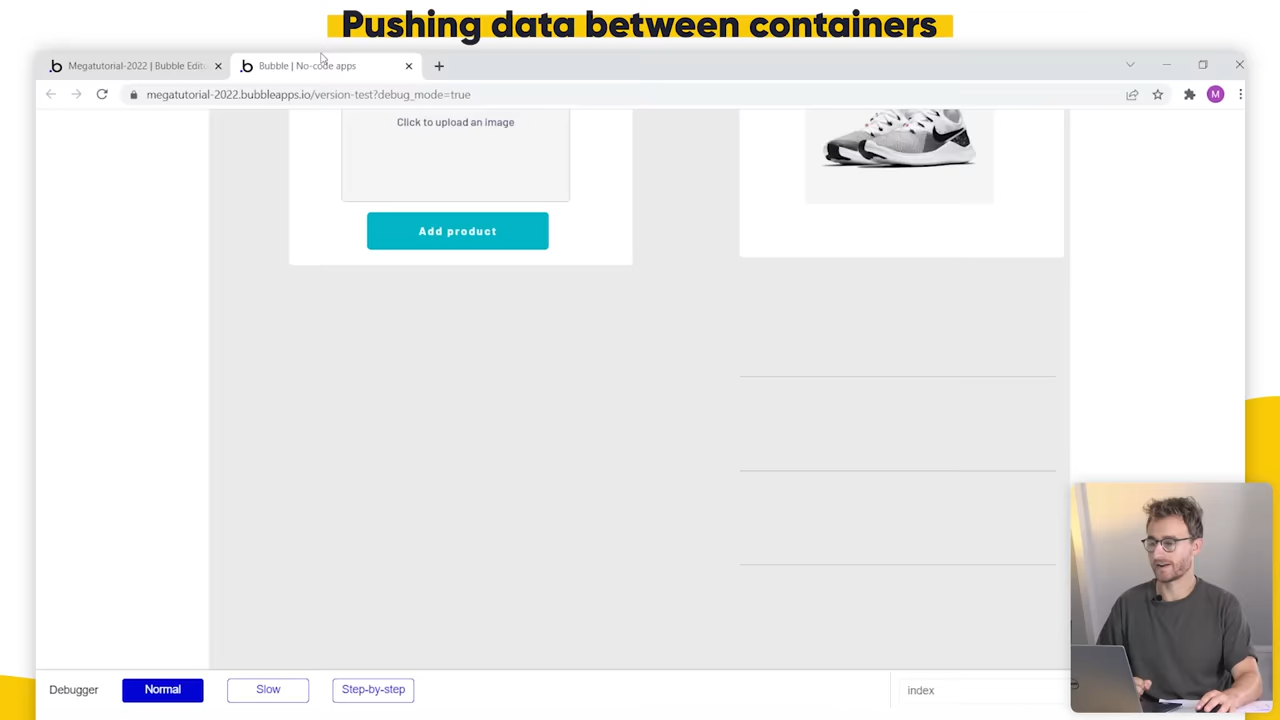 Pushing data between containers
Megatutorial-2022 | Bubble Edito
Bubble | No-code apps
megatutorial-2022.bubbleapps.io/version-test?debug_mode=true
M
Click to upload an image
Add product
Debugger
Normal
Slow
Step-by-step
index